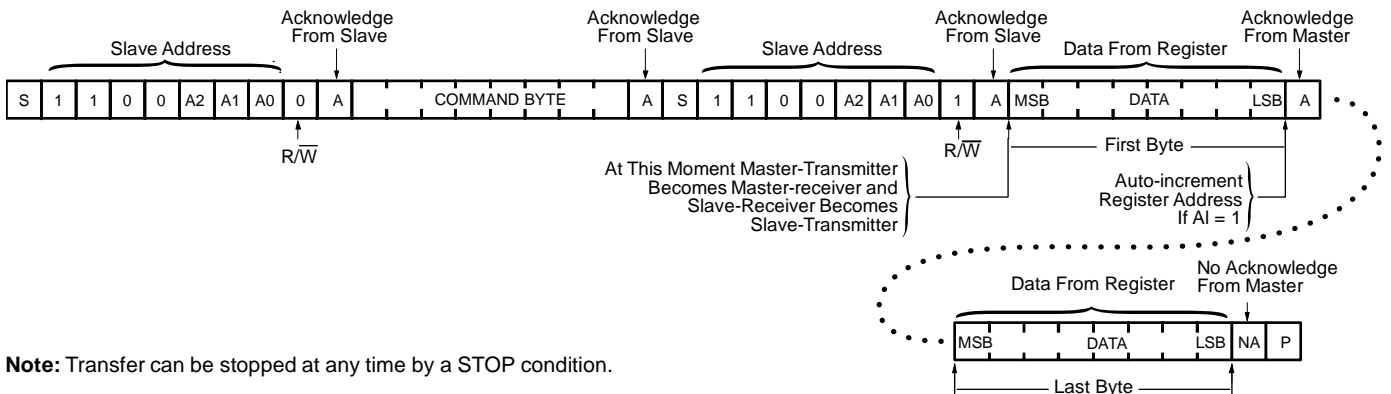 Acknowledge From Slave
Acknowledge From Slave
Acknowledge From Slave
Acknowledge From Master
Slave Address
Slave Address
Data From Register
S 1 1 0 0 A2 A1 A0 0 A COMMAND BYTE A S 1 1 0 0 A2 A1 A0 1 A MSB DATA LSB A
R/W̅
R/W̅
First Byte
At This Moment Master-Transmitter
Becomes Master-receiver and
Slave-Receiver Becomes
Slave-Transmitter
Auto-increment
Register Address
If AI = 1
Data From Register
No Acknowledge
From Master
MSB DATA LSB NA P
Note: Transfer can be stopped at any time by a STOP condition.
Last Byte